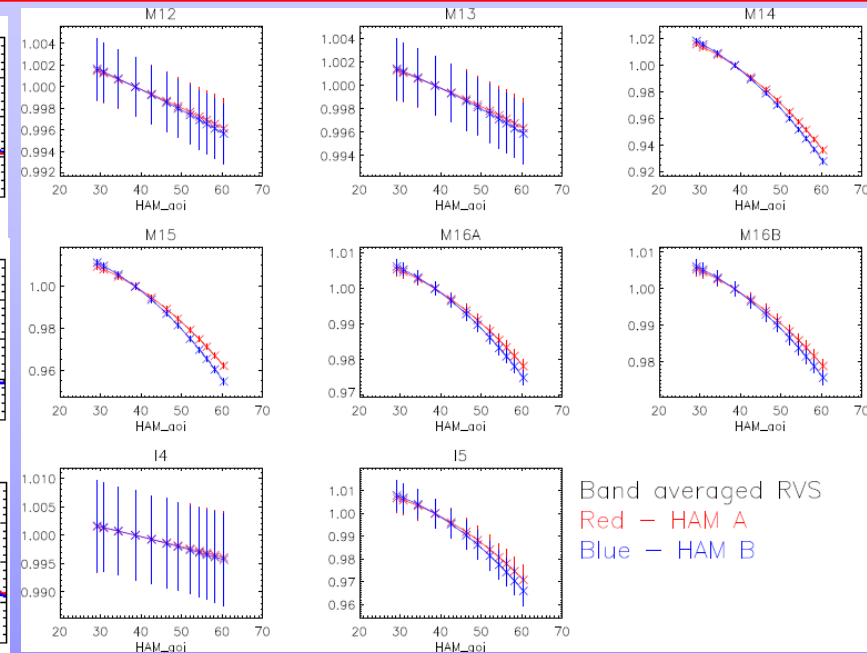 M12 M13 M14
1.004 1.004 1.02
1.002 1.002 1.00
1.000 1.000 0.98
0.998 0.998 0.96
0.996 0.996 0.94
0.994 0.994 0.92
0.992
20 30 40 50 60 70 20 30 40 50 60 70 20 30 40 50 60 70
HAM_aoi HAM_aoi HAM_aoi
M15 M16A M16B
1.00 1.01 1.01
0.98 1.00 1.00
0.96 0.99 0.99
0.98 0.98
0.97
20 30 40 50 60 70 20 30 40 50 60 70 20 30 40 50 60 70
HAM_aoi HAM_aoi HAM_aoi
I4 I5
1.010 1.01
1.005 1.00
1.000 0.99
0.995 0.98
0.990 0.97
0.96
20 30 40 50 60 70 20 30 40 50 60 70
HAM_aoi HAM_aoi
Band averaged RVS
Red – HAM A
Blue – HAM B